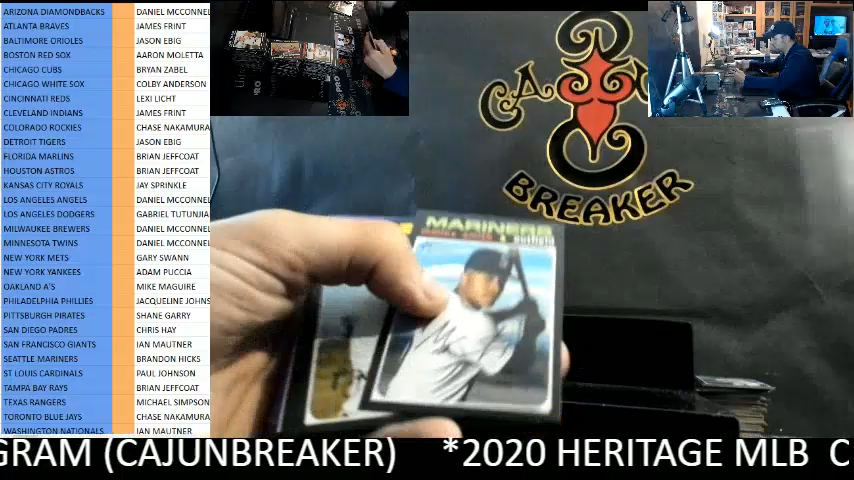 ARIZONA DIAMONDBACKS DANIEL MCCONNEL
ATLANTA BRAVES JAMES FRINT
BALTIMORE ORIOLES JASON EBIG
BOSTON RED SOX AARON MOLETTA
CHICAGO CUBS BRYAN ZABEL
CHICAGO WHITE SOX COLBY ANDERSON
CINCINNATI REDS LEXI LICHT
CLEVELAND INDIANS JAMES FRINT
COLORADO ROCKIES CHASE NAKAMURA
DETROIT TIGERS JASON EBIG
FLORIDA MARLINS BRIAN JEFFCOAT
HOUSTON ASTROS BRIAN JEFFCOAT
KANSAS CITY ROYALS JAY SPRINKLE
LOS ANGELES ANGELS DANIEL MCCONNEL
LOS ANGELES DODGERS GABRIEL TUTUNJIA
MILWAUKEE BREWERS DANIEL MCCONNEL
MINNESOTA TWINS DANIEL MCCONNEL
NEW YORK METS GARY SWANN
NEW YORK YANKEES ADAM PUCCIA
OAKLAND A'S MIKE MAGUIRE
PHILADELPHIA PHILLIES JACQUELINE JOHNS
PITTSBURGH PIRATES SHANE GARRY
SAN DIEGO PADRES CHRIS HAY
SAN FRANCISCO GIANTS IAN MAUTNER
SEATTLE MARINERS BRANDON HICKS
ST LOUIS CARDINALS PAUL JOHNSON
TAMPA BAY RAYS BRIAN JEFFCOAT
TEXAS RANGERS MICHAEL SIMPSON
TORONTO BLUE JAYS CHASE NAKAMURA
WASHINGTON NATIONALS IAN MAUTNER
CAJUN
BREAKER
MARINERS
outfield
GRAM (CAJUNBREAKER) *2020 HERITAGE MLB C